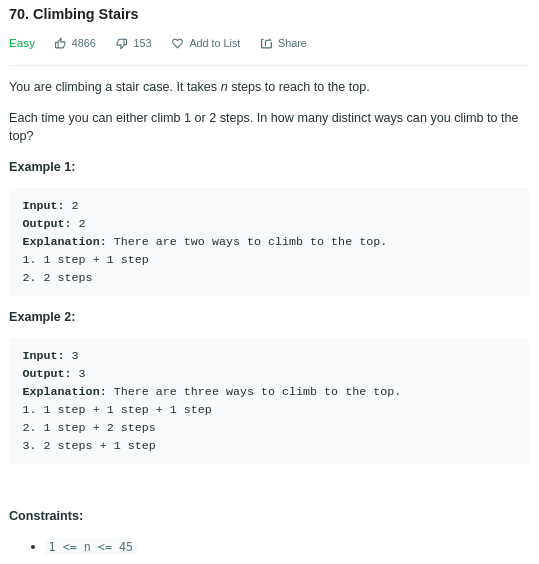 70. Climbing Stairs
Easy 4866 153 Add to List Share
You are climbing a stair case. It takes n steps to reach to the top.
Each time you can either climb 1 or 2 steps. In how many distinct ways can you climb to the
top?
Example 1:
Input: 2
Output: 2
Explanation: There are two ways to climb to the top.
1. 1 step + 1 step
2. 2 steps
Example 2:
Input: 3
Output: 3
Explanation: There are three ways to climb to the top.
1. 1 step + 1 step + 1 step
2. 1 step + 2 steps
3. 2 steps + 1 step
Constraints:
• 1 <= n <= 45